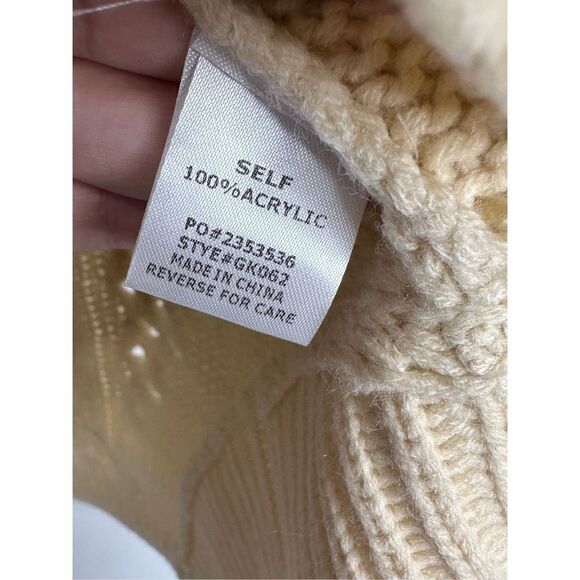 SELF
100%ACRYLIC
PO#2353536
STYE#GK062
MADE IN CHINA
REVERSE FOR CARE